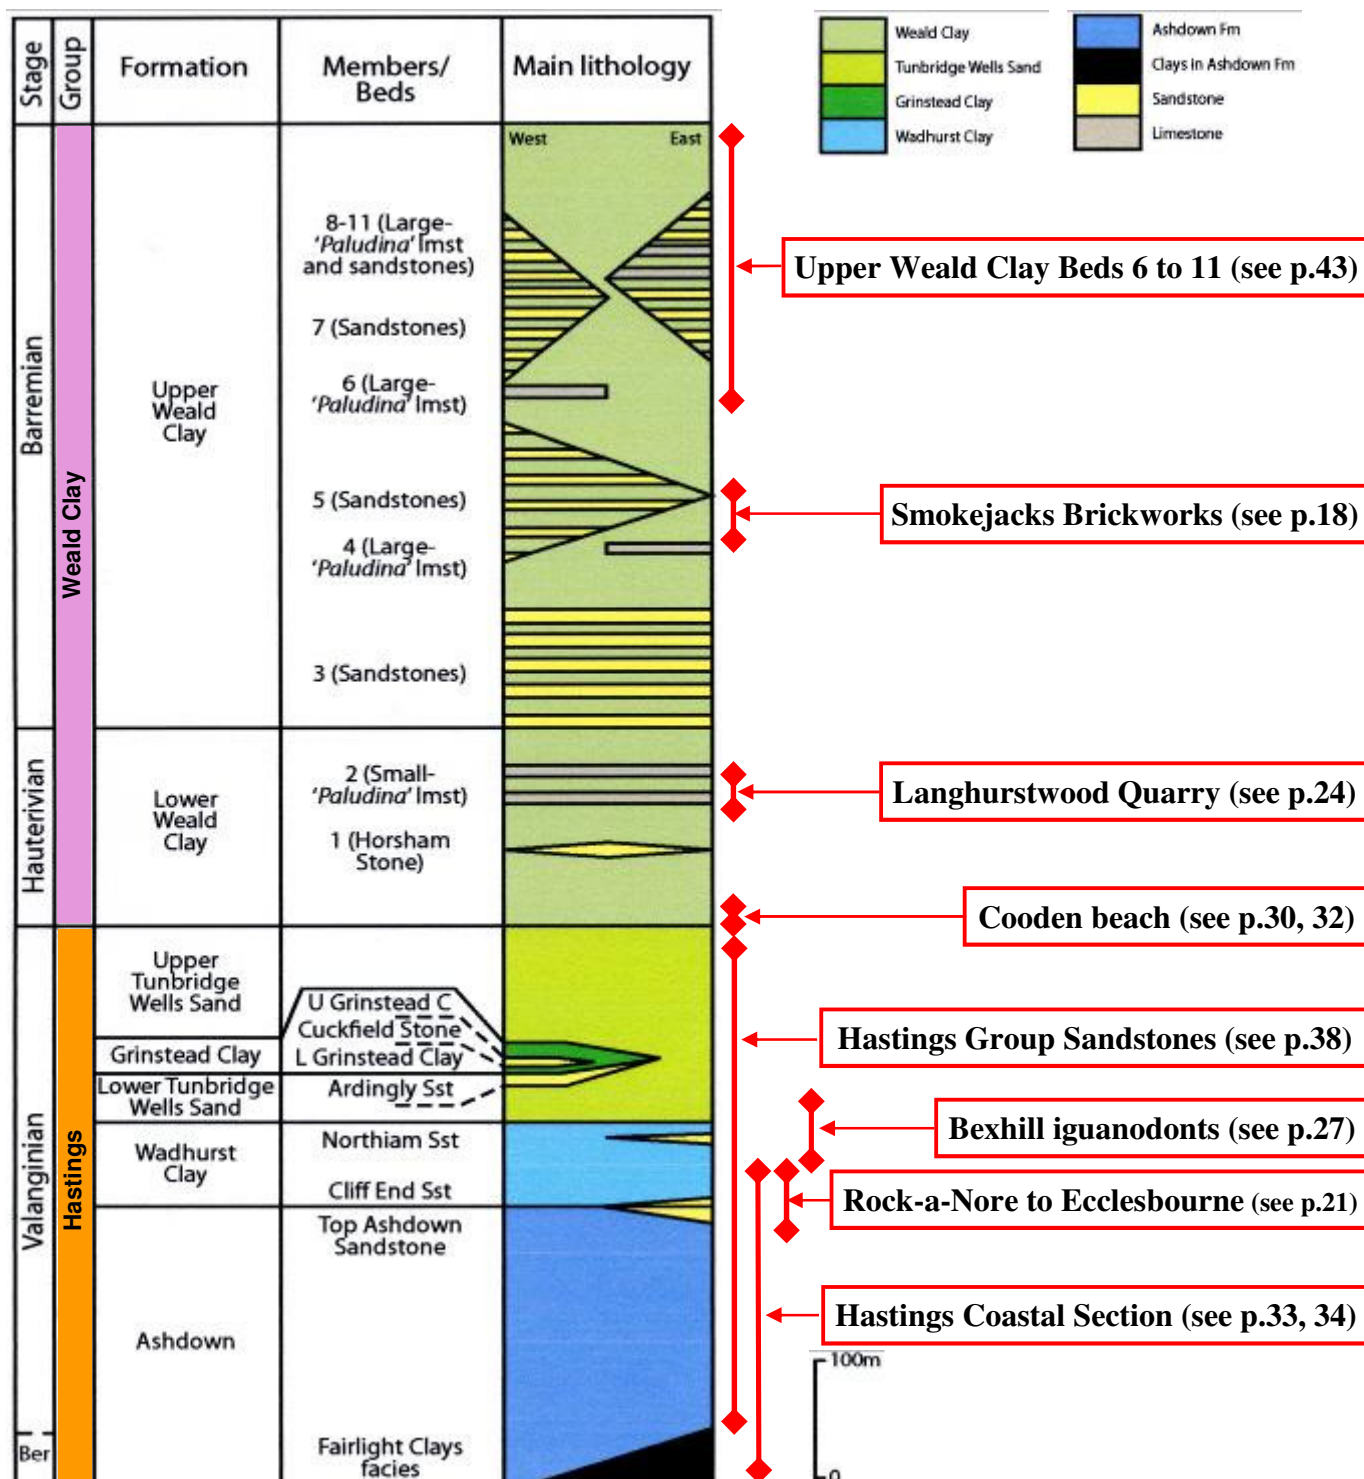 Stage
Group
Formation
Members/
Beds
Main lithology
Weald Clay
Tunbridge Wells Sand
Grinstead Clay
Wadhurst Clay
Ashdown Fm
Clays in Ashdown Fm
Sandstone
Limestone
West
East
Barremian
Hauterivian
Valanginian
Ber
Weald Clay
Hastings
Upper
Weald
Clay
Lower
Weald
Clay
Upper
Tunbridge
Wells Sand
Grinstead Clay
Lower Tunbridge
Wells Sand
Wadhurst
Clay
Ashdown
8-11 (Large-
'Paludina' lmst
and sandstones)
7 (Sandstones)
6 (Large-
'Paludina' lmst)
5 (Sandstones)
4 (Large-
'Paludina' lmst)
3 (Sandstones)
2 (Small-
'Paludina' lmst)
1 (Horsham
Stone)
U Grinstead C
Cuckfield Stone
L Grinstead Clay
Ardingly Sst
Northiam Sst
Cliff End Sst
Top Ashdown
Sandstone
Fairlight Clays
facies
Upper Weald Clay Beds 6 to 11 (see p.43)
Smokejacks Brickworks (see p.18)
Langhurstwood Quarry (see p.24)
Cooden beach (see p.30, 32)
Hastings Group Sandstones (see p.38)
Bexhill iguanodonts (see p.27)
Rock-a-Nore to Ecclesbourne (see p.21)
Hastings Coastal Section (see p.33, 34)
100m
0